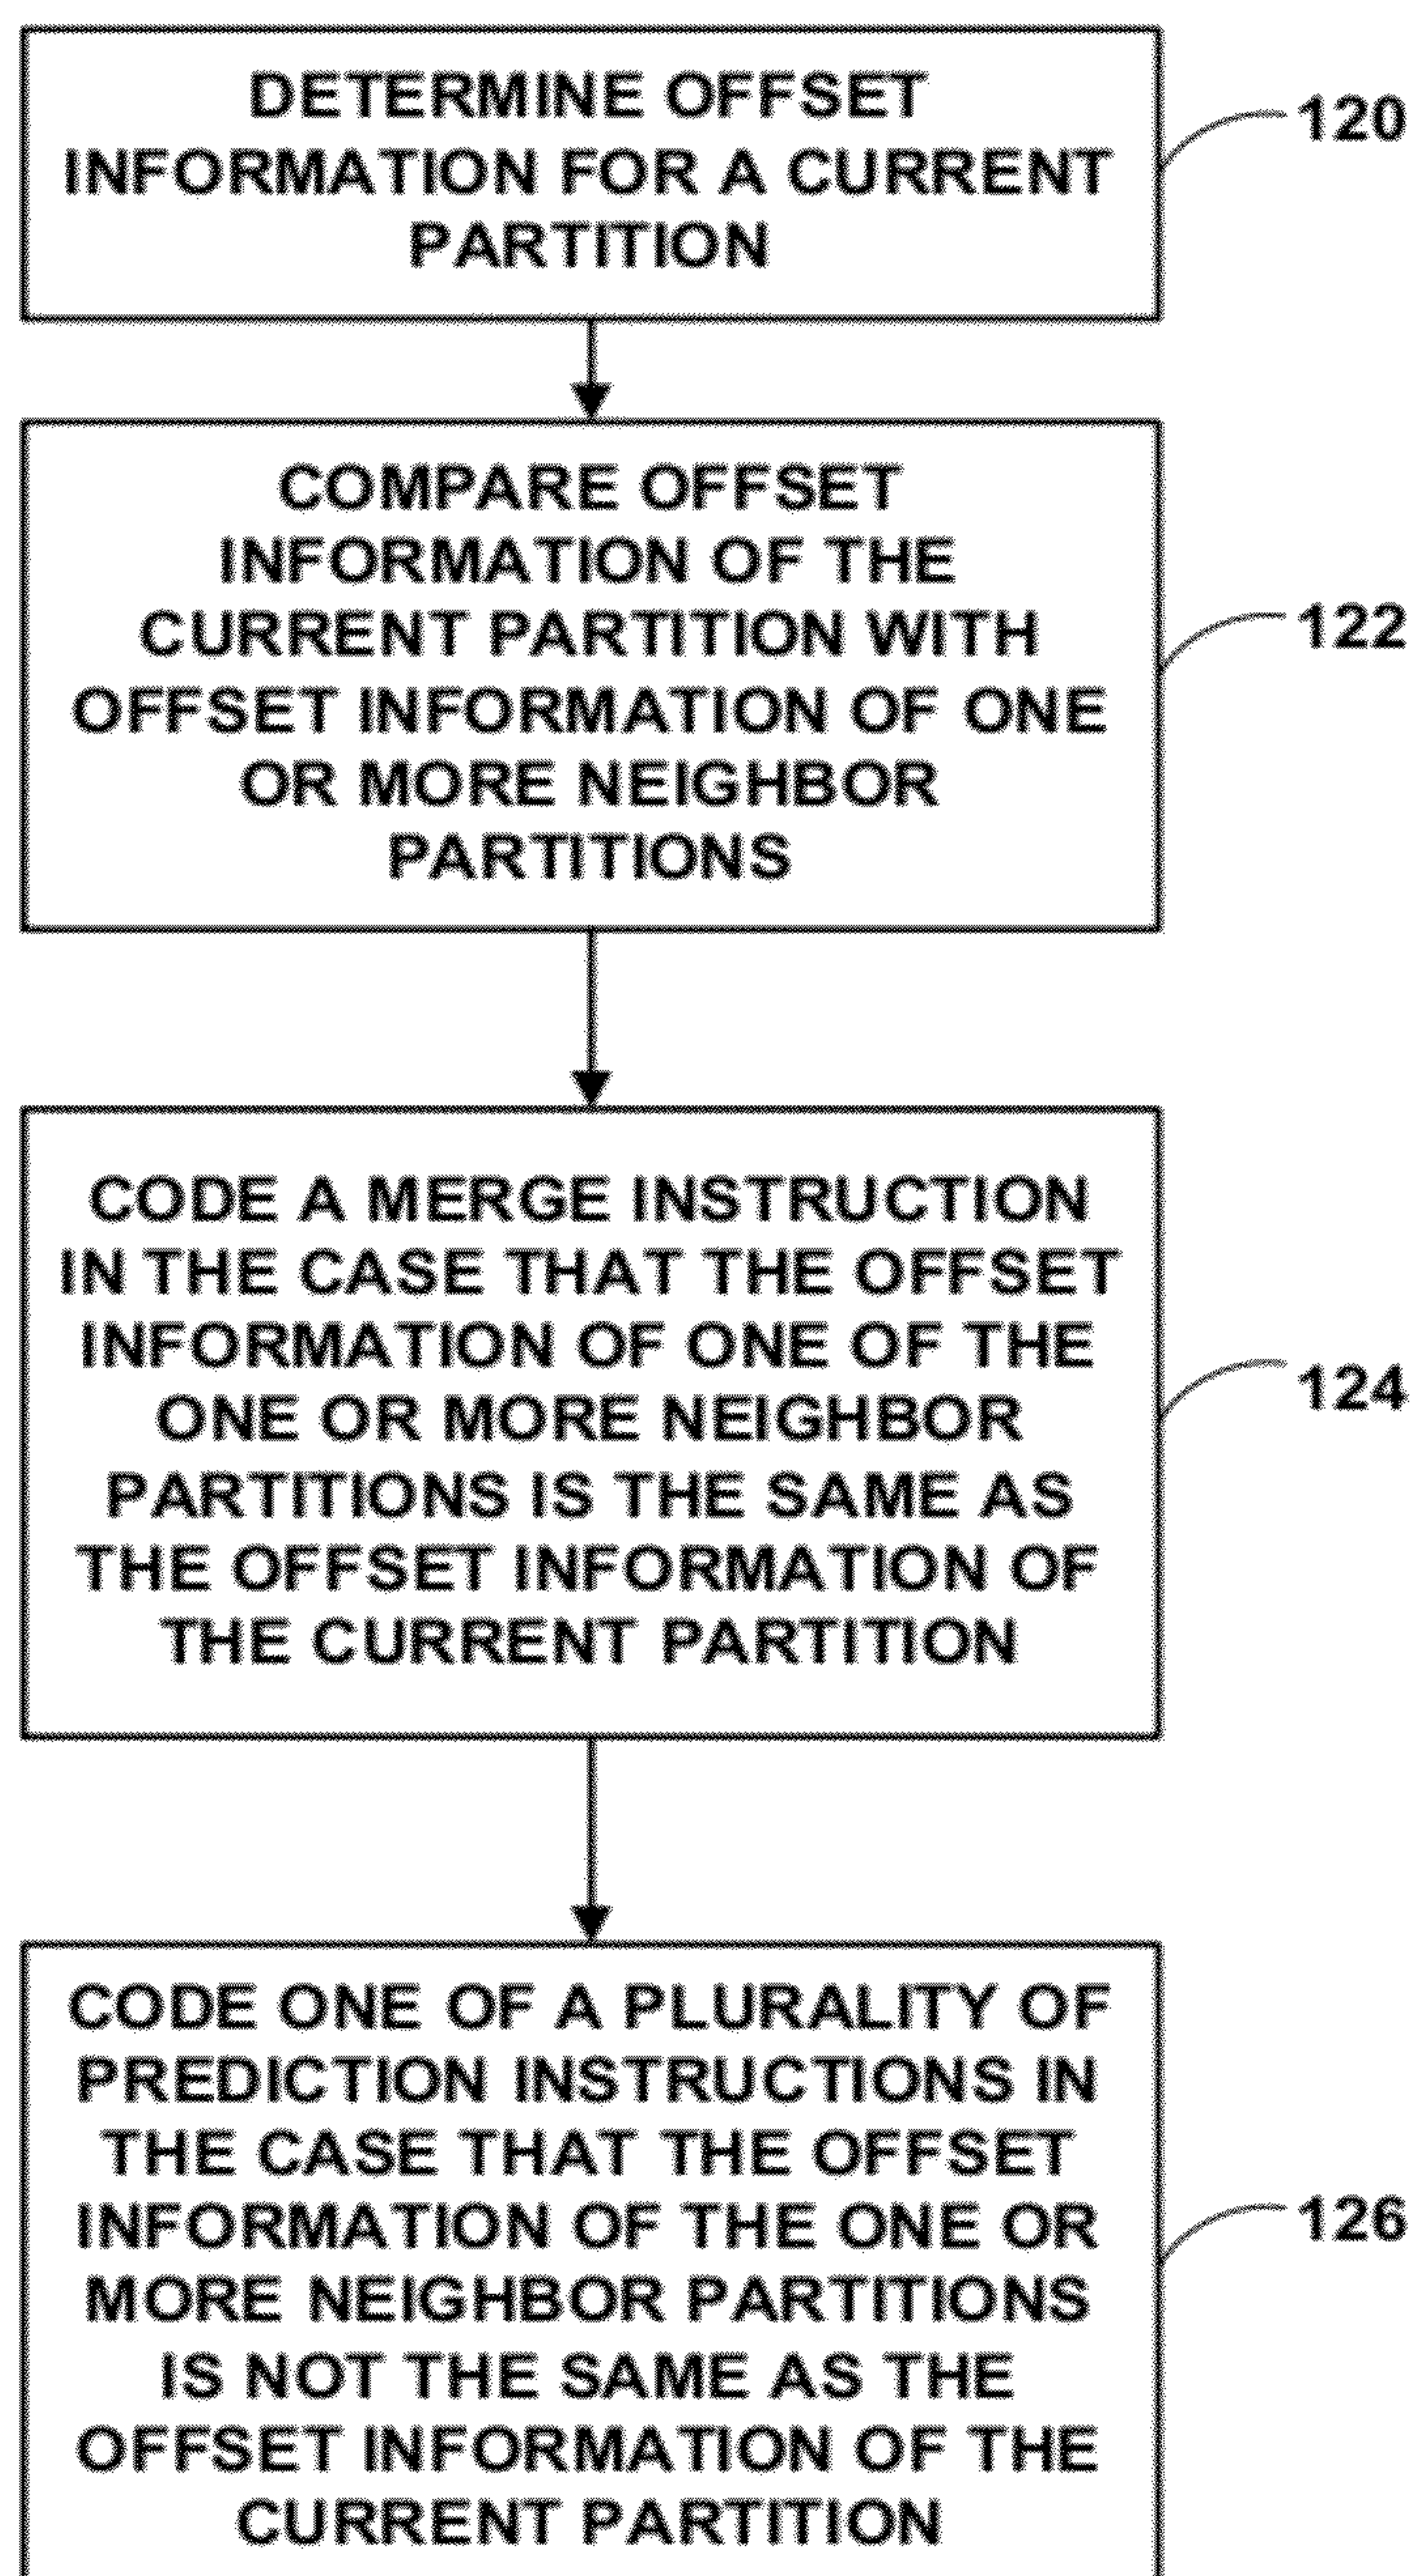 DETERMINE OFFSET
INFORMATION FOR A CURRENT
PARTITION
120
COMPARE OFFSET
INFORMATION OF THE
CURRENT PARTITION WITH
OFFSET INFORMATION OF ONE
OR MORE NEIGHBOR
PARTITIONS
122
CODE A MERGE INSTRUCTION
IN THE CASE THAT THE OFFSET
INFORMATION OF ONE OF THE
ONE OR MORE NEIGHBOR
PARTITIONS IS THE SAME AS
THE OFFSET INFORMATION OF
THE CURRENT PARTITION
124
CODE ONE OF A PLURALITY OF
PREDICTION INSTRUCTIONS IN
THE CASE THAT THE OFFSET
INFORMATION OF THE ONE OR
MORE NEIGHBOR PARTITIONS
IS NOT THE SAME AS THE
OFFSET INFORMATION OF THE
CURRENT PARTITION
126